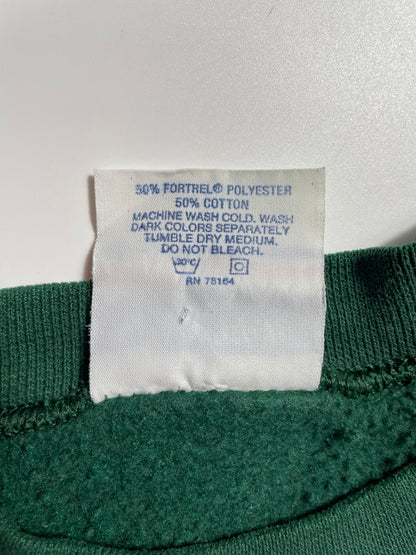 50% FORTREL® POLYESTER
50% COTTON
MACHINE WASH COLD. WASH
DARK COLORS SEPARATELY
TUMBLE DRY MEDIUM.
DO NOT BLEACH.
30°C
RN 78164